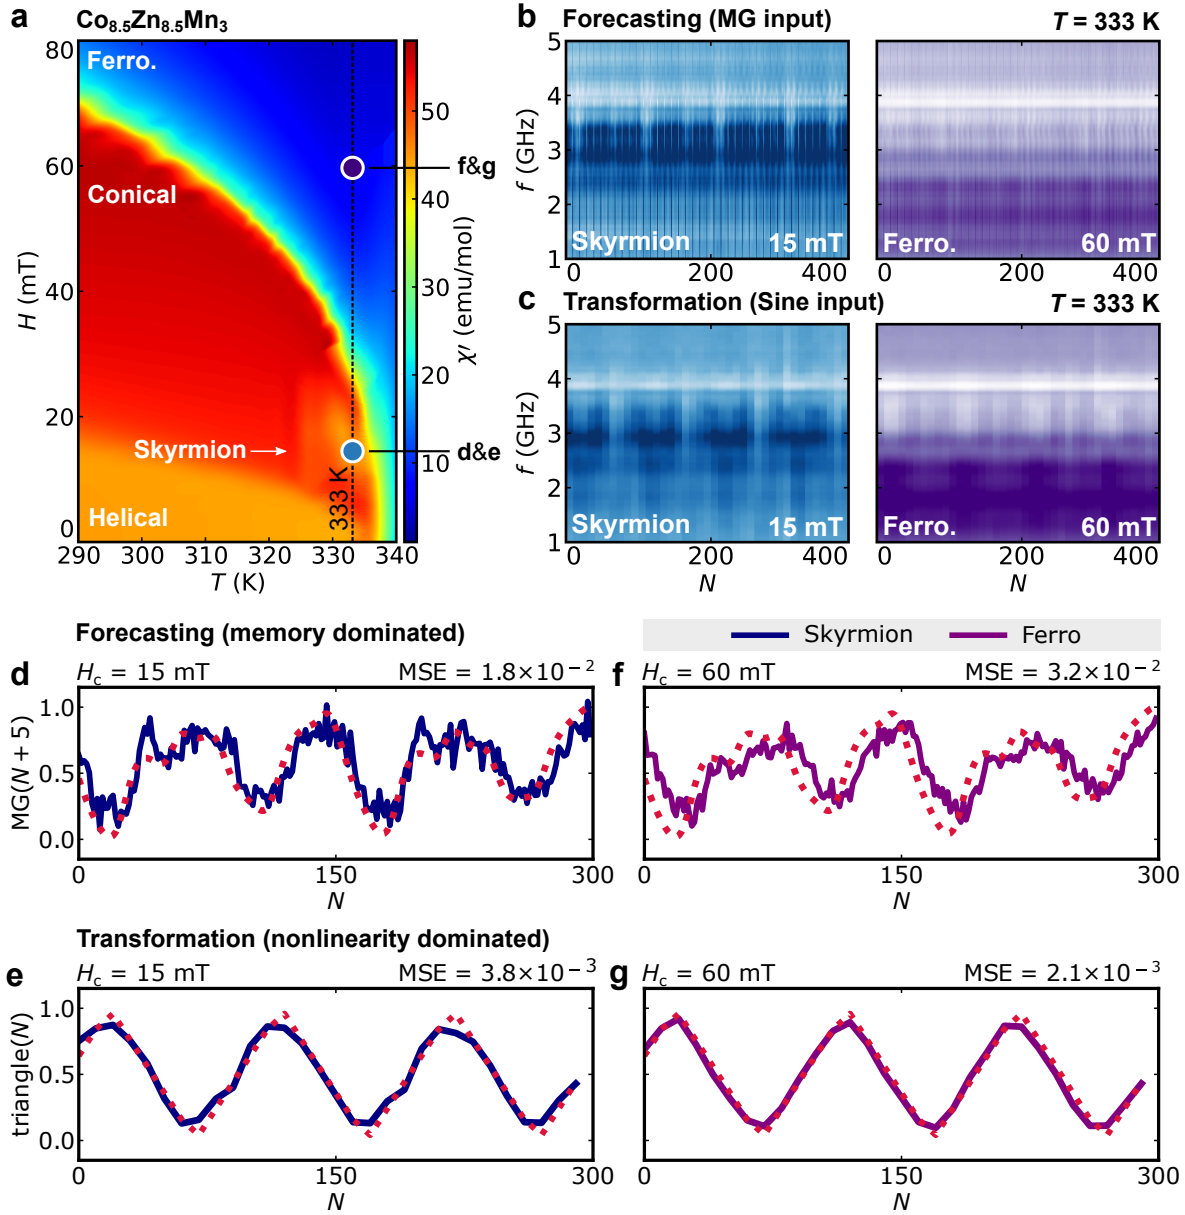 a
Co8.5Zn8.5Mn3
80
60
40
20
0
H (mT)
Ferro.
Conical
Skyrmion
Helical
333 K
290 300 310 320 330 340
T (K)
50
40
30
20
10
χ′ (emu/mol)
f&g
d&e
b Forecasting (MG input) T = 333 K
5
4
3
2
1
f (GHz)
Skyrmion 15 mT
Ferro. 60 mT
0 200 400
0 200 400
c Transformation (Sine input) T = 333 K
5
4
3
2
1
f (GHz)
Skyrmion 15 mT
Ferro. 60 mT
0 200 400
0 200 400
N
N
Forecasting (memory dominated)
Skyrmion Ferro
d Hc = 15 mT MSE = 1.8×10−2
1.0
0.5
0.0
MG(N + 5)
0 150 300
N
f Hc = 60 mT MSE = 3.2×10−2
0 150 300
N
Transformation (nonlinearity dominated)
e Hc = 15 mT MSE = 3.8×10−3
1.0
0.5
0.0
triangle(N)
0 150 300
N
g Hc = 60 mT MSE = 2.1×10−3
0 150 300
N